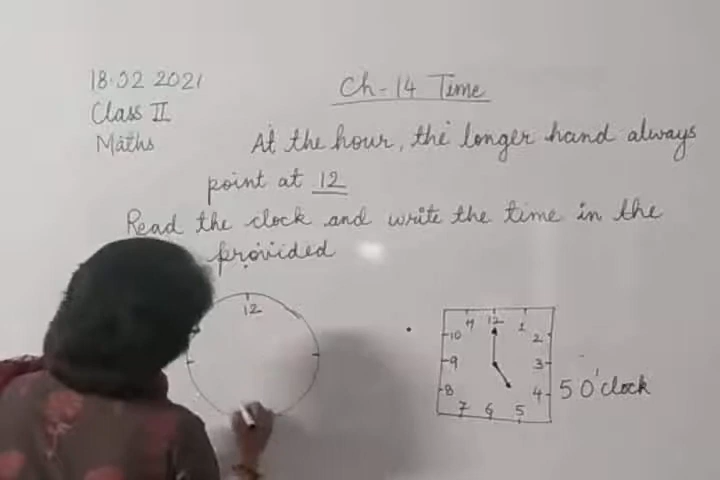 18.02 2021
Ch-14 Time
Class II
Maths
At the hour, the longer hand always
point at 12
Read the clock and write the time in the
provided
12
11 12 1
10 2
9 3
8 4
7 6 5
5 O'clock